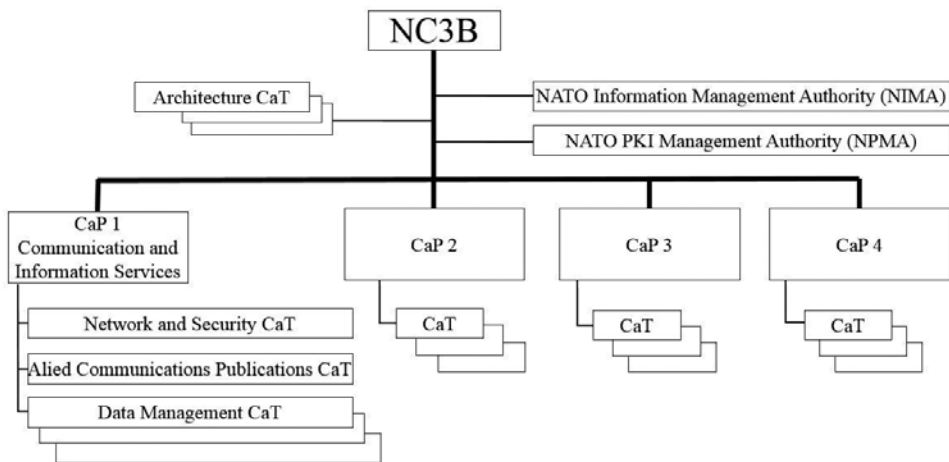 NC3B
Architecture CaT
NATO Information Management Authority (NIMA)
NATO PKI Management Authority (NPMA)
CaP 1
Communication and
Information Services
CaP 2
CaP 3
CaP 4
Network and Security CaT
Alied Communications Publications CaT
Data Management CaT
CaT
CaT
CaT